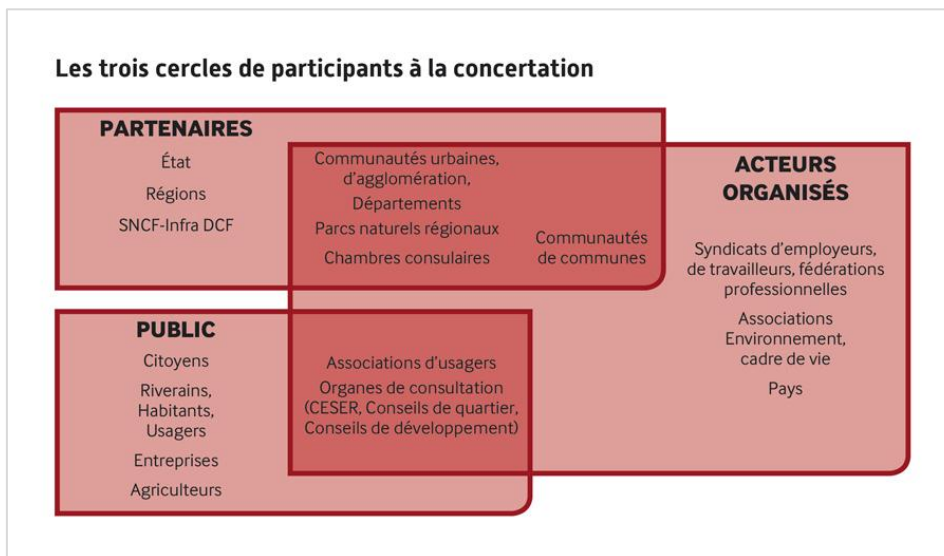 Les trois cercles de participants à la concertation
PARTENAIRES
État
Régions
SNCF-Infra DCF
Communautés urbaines,
d'agglomération,
Départements
Parcs naturels régionaux
Chambres consulaires
Communautés
de communes
ACTEURS
ORGANISÉS
Syndicats d'employeurs,
de travailleurs, fédérations
professionnelles
Associations
Environnement,
cadre de vie
Pays
PUBLIC
Citoyens
Riverains,
Habitants,
Usagers
Entreprises
Agriculteurs
Associations d'usagers
Organes de consultation
(CESER, Conseils de quartier,
Conseils de développement)